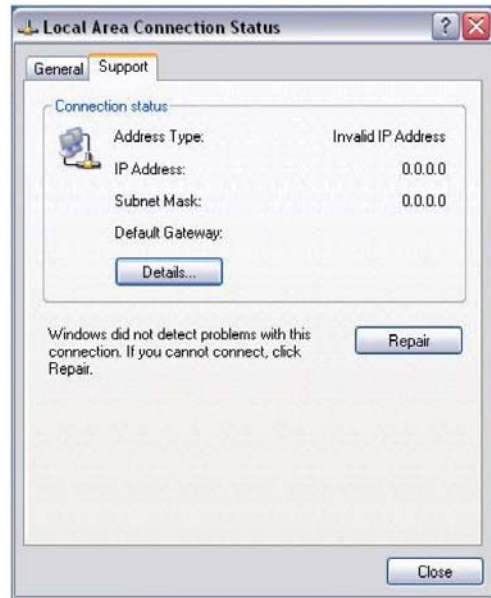 Local Area Connection Status
General Support
Connection status
Address Type: Invalid IP Address
IP Address: 0.0.0.0
Subnet Mask: 0.0.0.0
Default Gateway:
Details...
Windows did not detect problems with this
connection. If you cannot connect, click
Repair.
Repair
Close